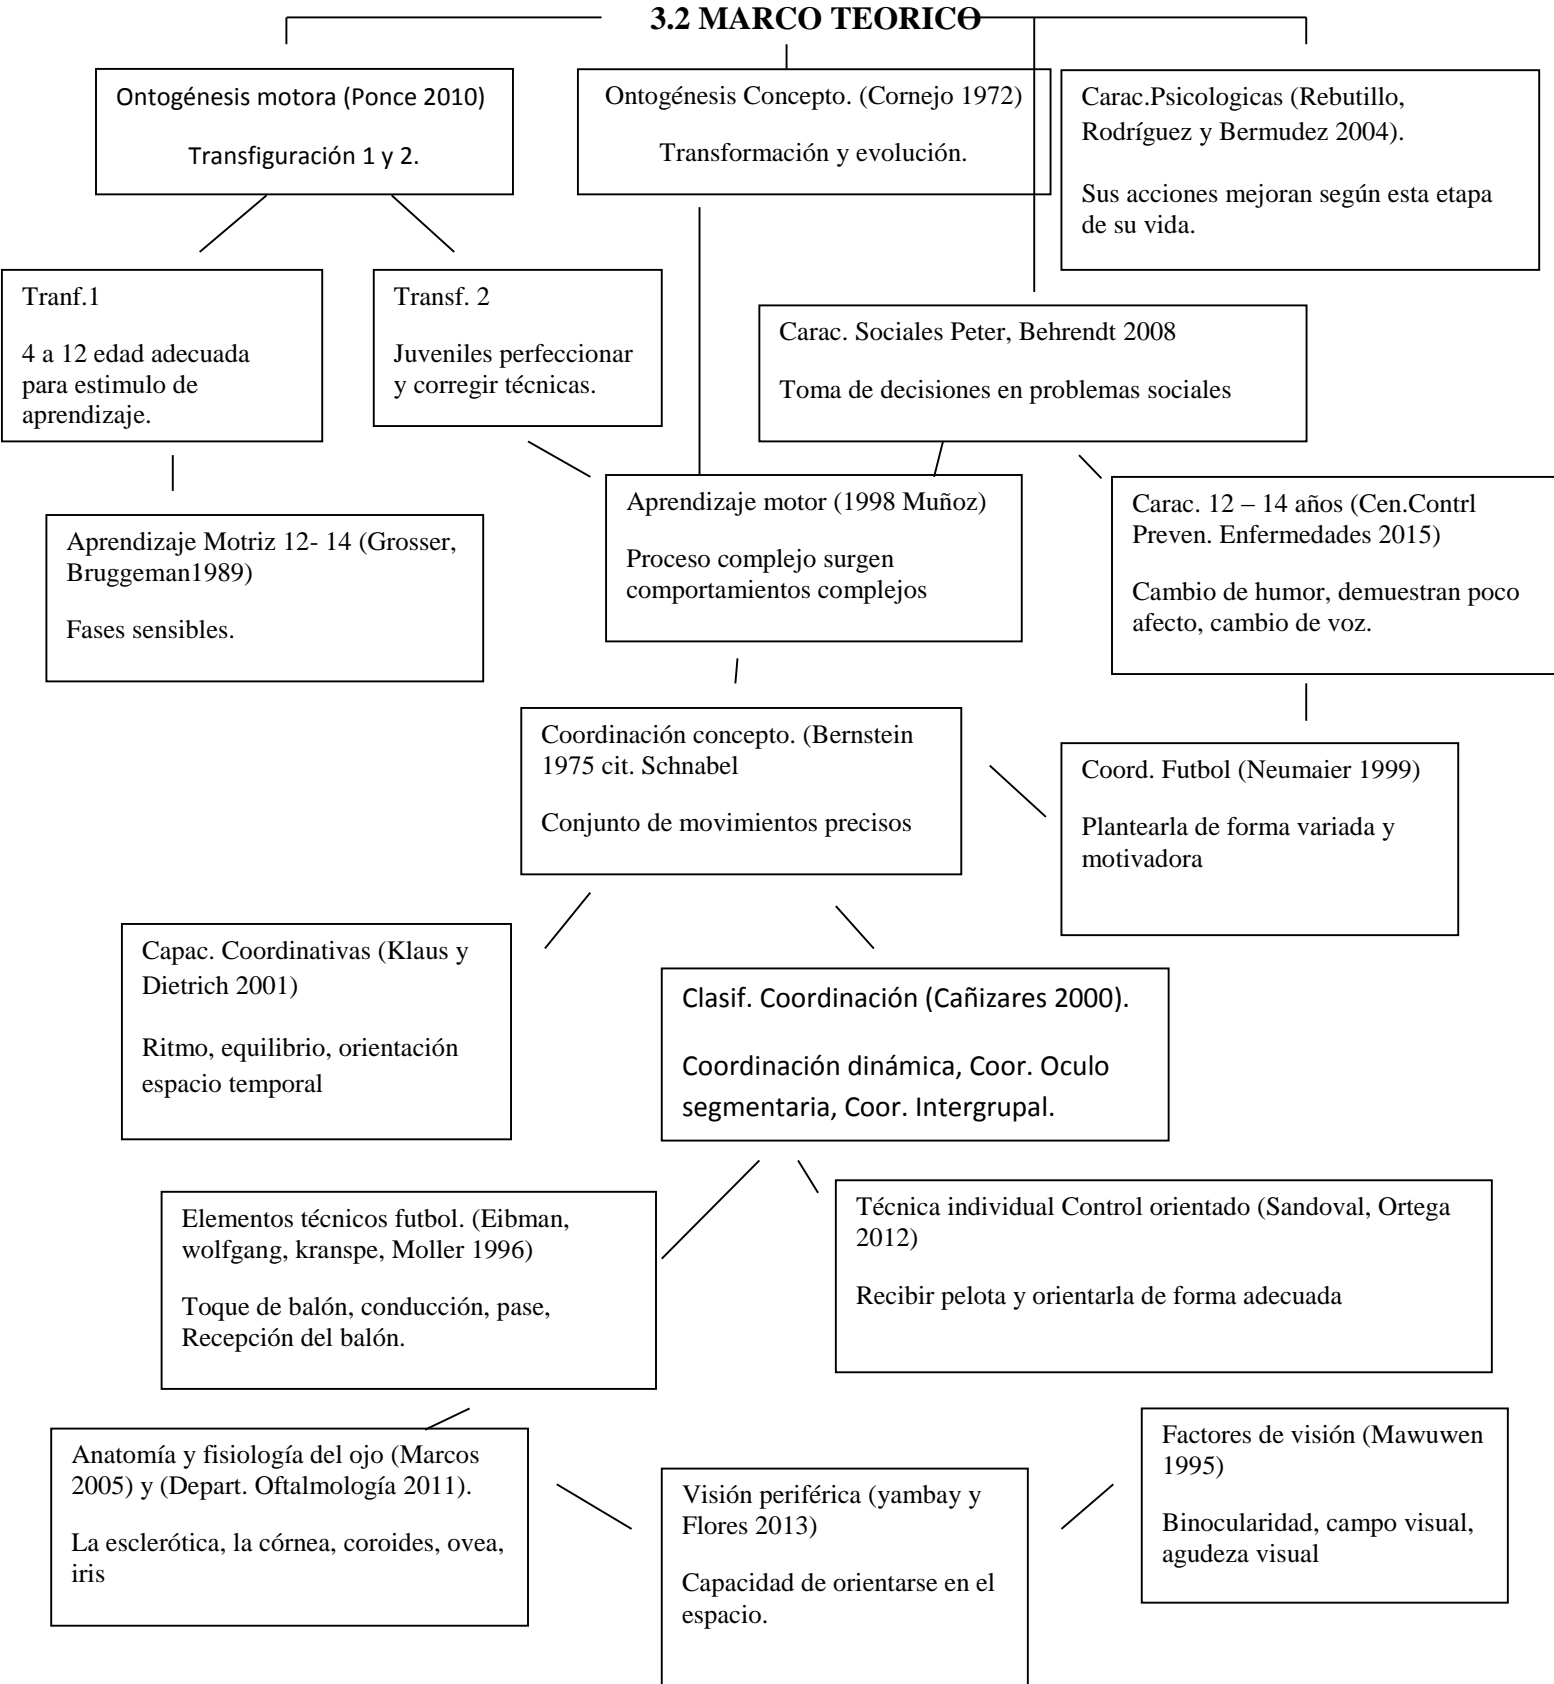 3.2 MARCO TEORICO
Ontogénesis motora (Ponce 2010)
Transfiguración 1 y 2.
Ontogénesis Concepto. (Cornejo 1972)
Transformación y evolución.
Carac.Psicologicas (Rebutillo,
Rodríguez y Bermudez 2004).
Sus acciones mejoran según esta etapa
de su vida.
Tranf.1
4 a 12 edad adecuada
para estimulo de
aprendizaje.
Transf. 2
Juveniles perfeccionar
y corregir técnicas.
Carac. Sociales Peter, Behrendt 2008
Toma de decisiones en problemas sociales
Aprendizaje Motriz 12- 14 (Grosser,
Bruggeman1989)
Fases sensibles.
Aprendizaje motor (1998 Muñoz)
Proceso complejo surgen
comportamientos complejos
Carac. 12 – 14 años (Cen.Contrl
Preven. Enfermedades 2015)
Cambio de humor, demuestran poco
afecto, cambio de voz.
Coordinación concepto. (Bernstein
1975 cit. Schnabel
Conjunto de movimientos precisos
Coord. Futbol (Neumaier 1999)
Plantearla de forma variada y
motivadora
Capac. Coordinativas (Klaus y
Dietrich 2001)
Ritmo, equilibrio, orientación
espacio temporal
Clasif. Coordinación (Cañizares 2000).
Coordinación dinámica, Coor. Oculo
segmentaria, Coor. Intergrupal.
Elementos técnicos futbol. (Eibman,
wolfgang, kranspe, Moller 1996)
Toque de balón, conducción, pase,
Recepción del balón.
Técnica individual Control orientado (Sandoval, Ortega
2012)
Recibir pelota y orientarla de forma adecuada
Anatomía y fisiología del ojo (Marcos
2005) y (Depart. Oftalmología 2011).
La esclerótica, la córnea, coroides, ovea,
iris
Visión periférica (yambay y
Flores 2013)
Capacidad de orientarse en el
espacio.
Factores de visión (Mawuwen
1995)
Binocularidad, campo visual,
agudeza visual